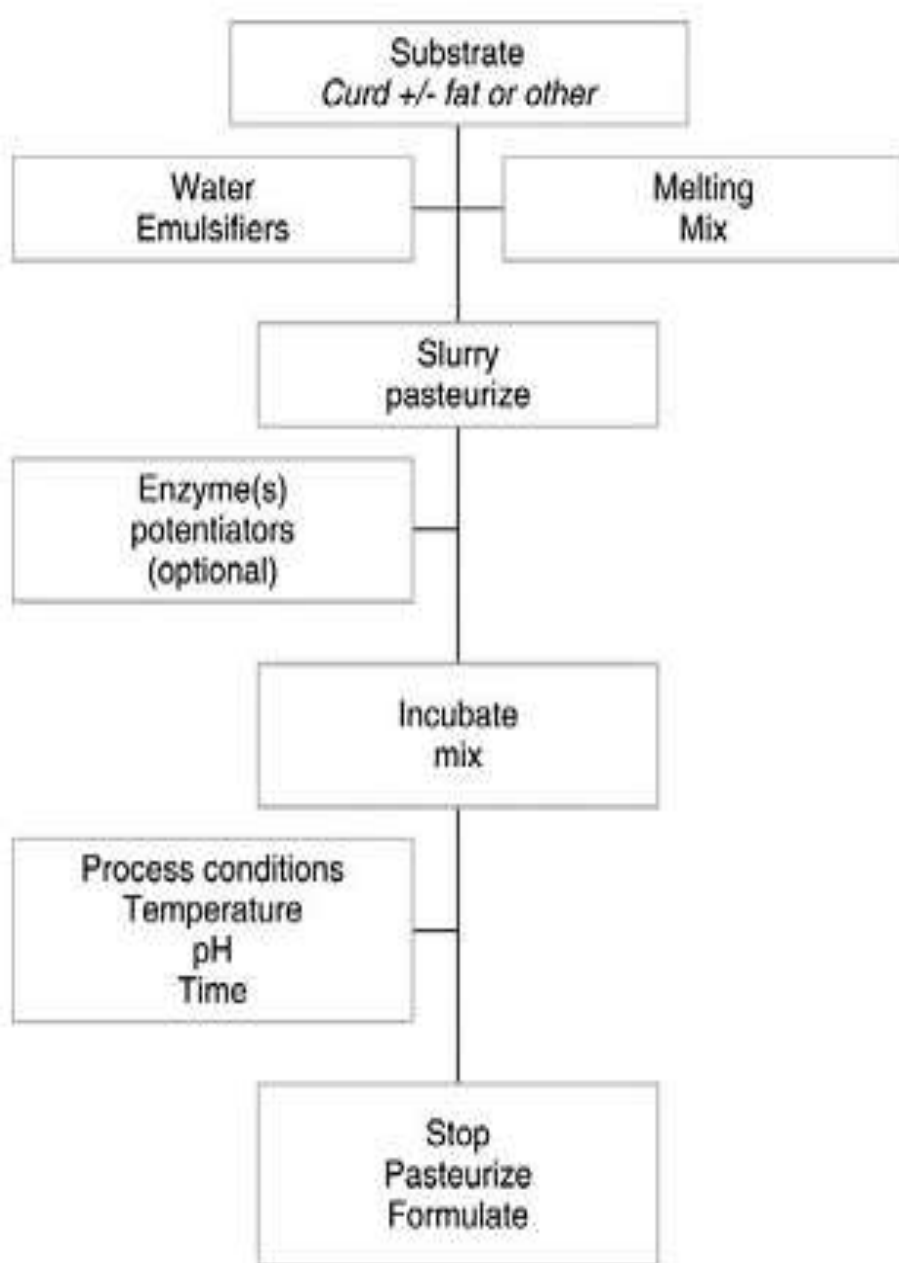 Substrate
Curd +/- fat or other
Water
Emulsifiers
Melting
Mix
Slurry
pasteurize
Enzyme(s)
potentiators
(optional)
Incubate
mix
Process conditions
Temperature
pH
Time
Stop
Pasteurize
Formulate